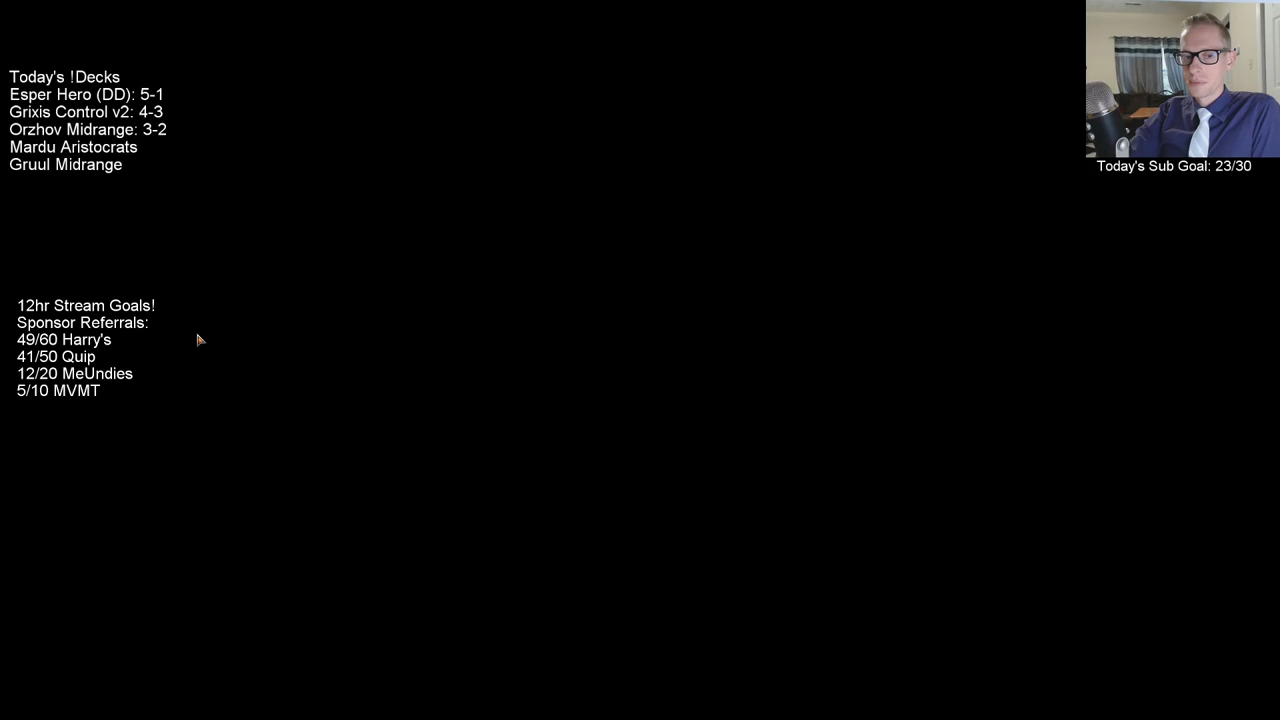 Today's !Decks
Esper Hero (DD): 5-1
Grixis Control v2: 4-3
Orzhov Midrange: 3-2
Mardu Aristocrats
Gruul Midrange
Today's Sub Goal: 23/30
12hr Stream Goals!
Sponsor Referrals:
49/60 Harry's
41/50 Quip
12/20 MeUndies
5/10 MVMT